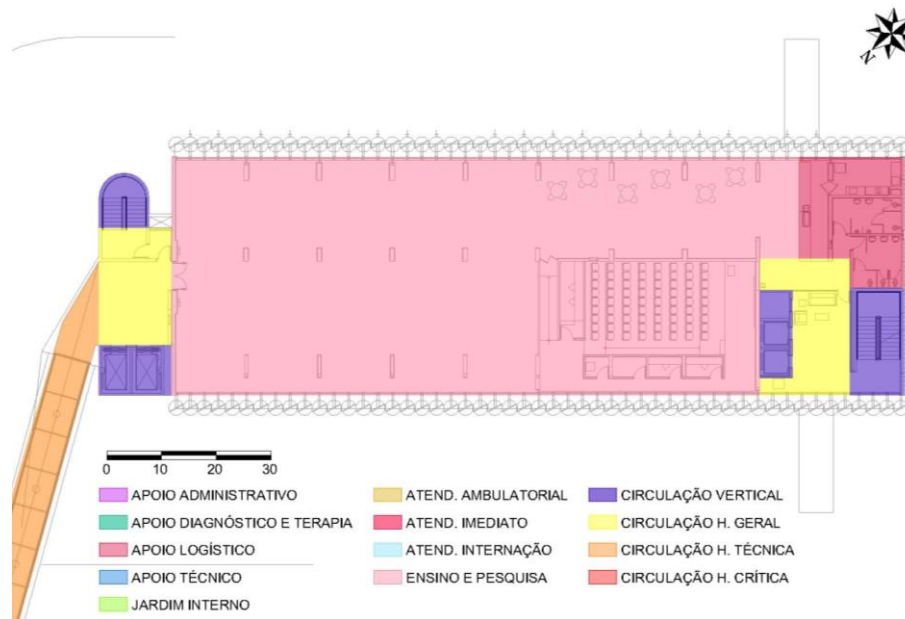 N
0 10 20 30
APOIO ADMINISTRATIVO
APOIO DIAGNÓSTICO E TERAPIA
APOIO LOGÍSTICO
APOIO TÉCNICO
JARDIM INTERNO
ATEND. AMBULATORIAL
ATEND. IMEDIATO
ATEND. INTERNAÇÃO
ENSINO E PESQUISA
CIRCULAÇÃO VERTICAL
CIRCULAÇÃO H. GERAL
CIRCULAÇÃO H. TÉCNICA
CIRCULAÇÃO H. CRÍTICA